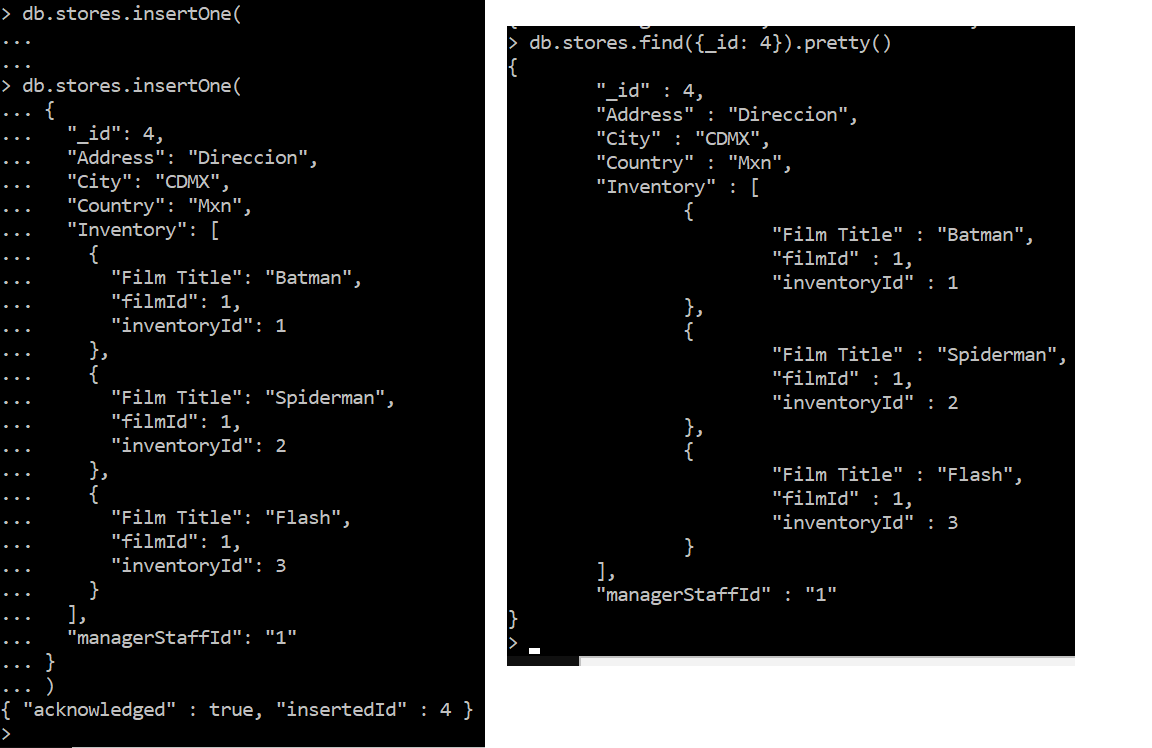 > db.stores.insertOne(
...
...
> db.stores.insertOne(
... {
...   "_id": 4,
...   "Address": "Direccion",
...   "City": "CDMX",
...   "Country": "Mxn",
...   "Inventory": [
...     {
...       "Film Title": "Batman",
...       "filmId": 1,
...       "inventoryId": 1
...     },
...     {
...       "Film Title": "Spiderman",
...       "filmId": 1,
...       "inventoryId": 2
...     },
...     {
...       "Film Title": "Flash",
...       "filmId": 1,
...       "inventoryId": 3
...     }
...   ],
...   "managerStaffId": "1"
... }
... )
{ "acknowledged" : true, "insertedId" : 4 }
>
> db.stores.find({_id: 4}).pretty()
{
        "_id" : 4,
        "Address" : "Direccion",
        "City" : "CDMX",
        "Country" : "Mxn",
        "Inventory" : [
                {
                        "Film Title" : "Batman",
                        "filmId" : 1,
                        "inventoryId" : 1
                },
                {
                        "Film Title" : "Spiderman",
                        "filmId" : 1,
                        "inventoryId" : 2
                },
                {
                        "Film Title" : "Flash",
                        "filmId" : 1,
                        "inventoryId" : 3
                }
        ],
        "managerStaffId" : "1"
}
>